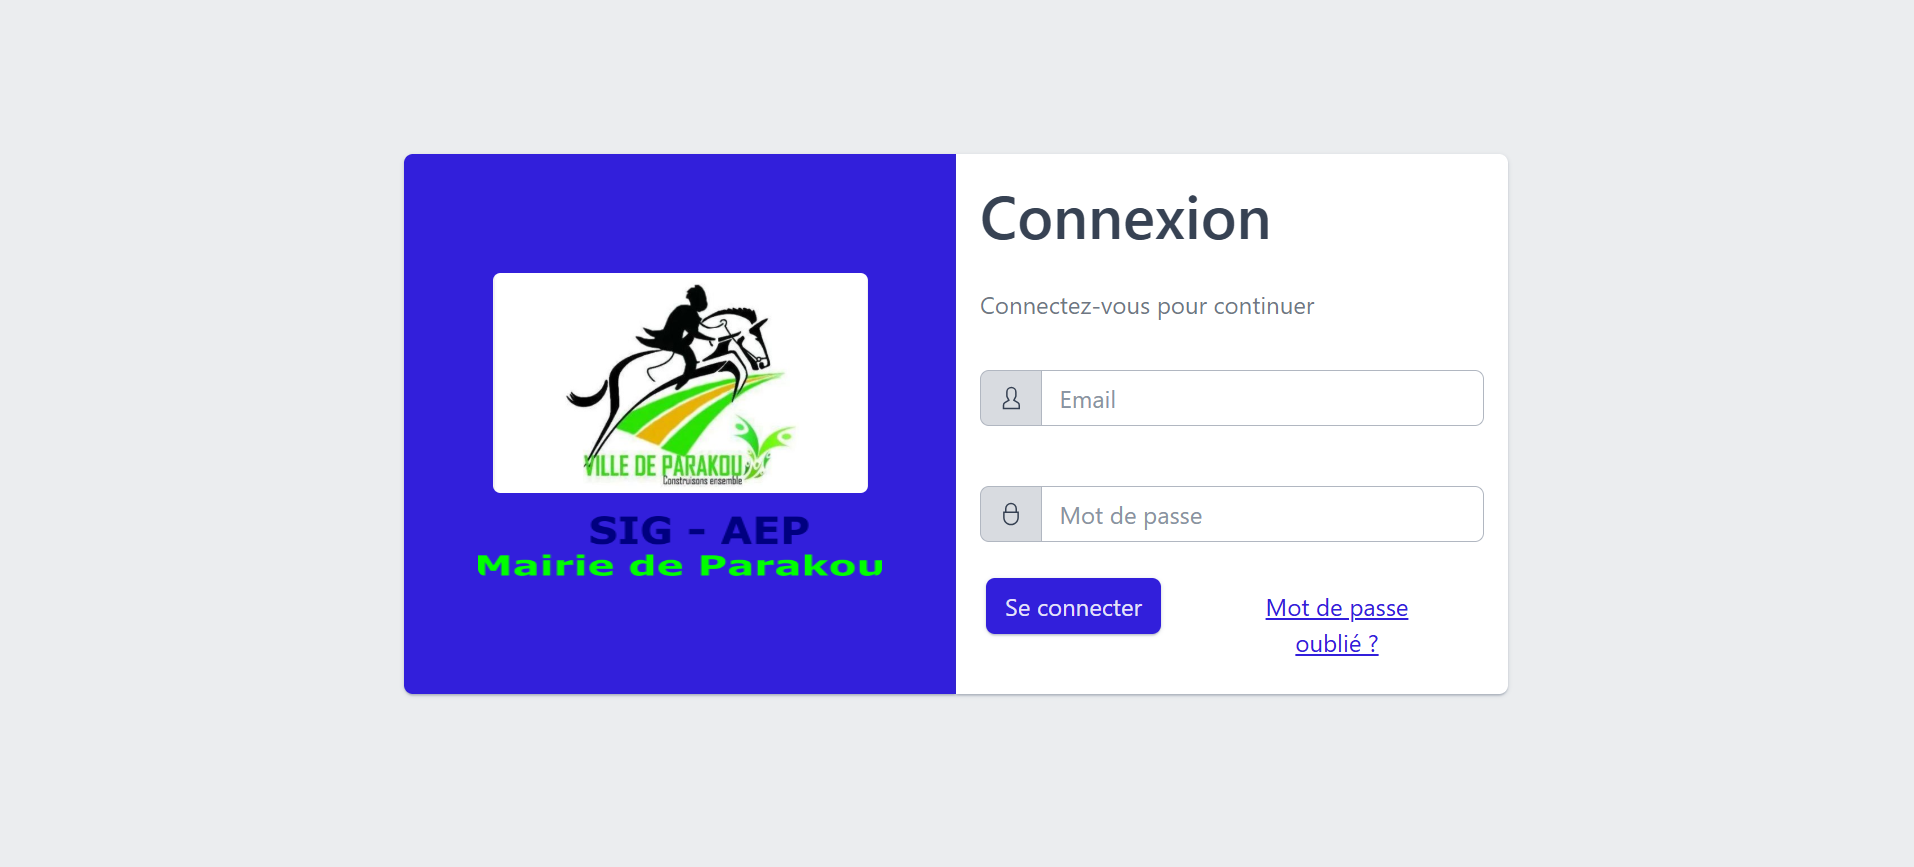 VILLE DE PARAKOU
Construisons ensemble
SIG - AEP
Mairie de Parakou
Connexion
Connectez-vous pour continuer
Email
Mot de passe
Se connecter
Mot de passe
oublié ?